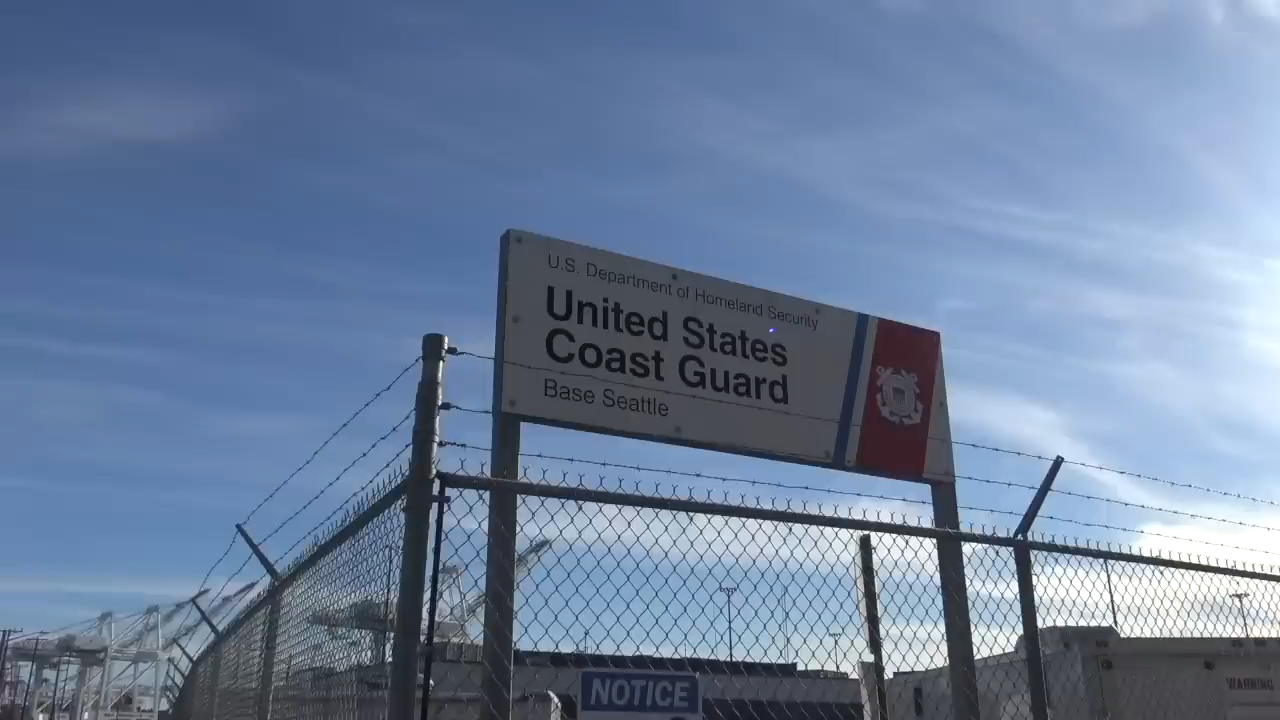 U.S. Department of Homeland Security
United States
Coast Guard
Base Seattle
NOTICE
WARNING